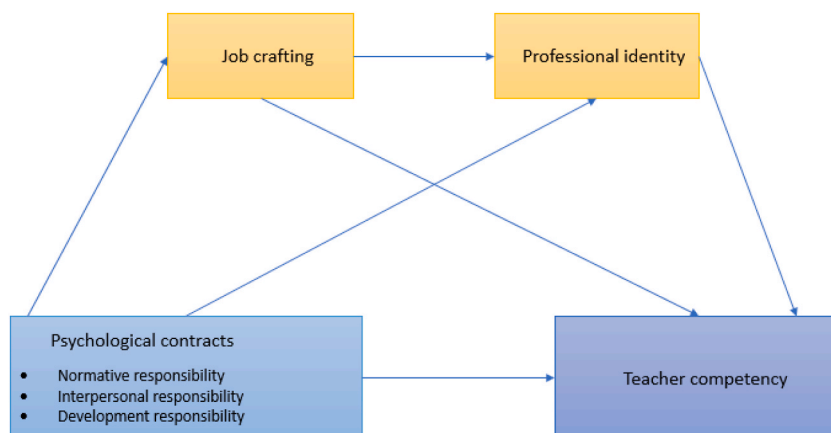 Job crafting
Professional identity
Psychological contracts
• Normative responsibility
• Interpersonal responsibility
• Development responsibility
Teacher competency